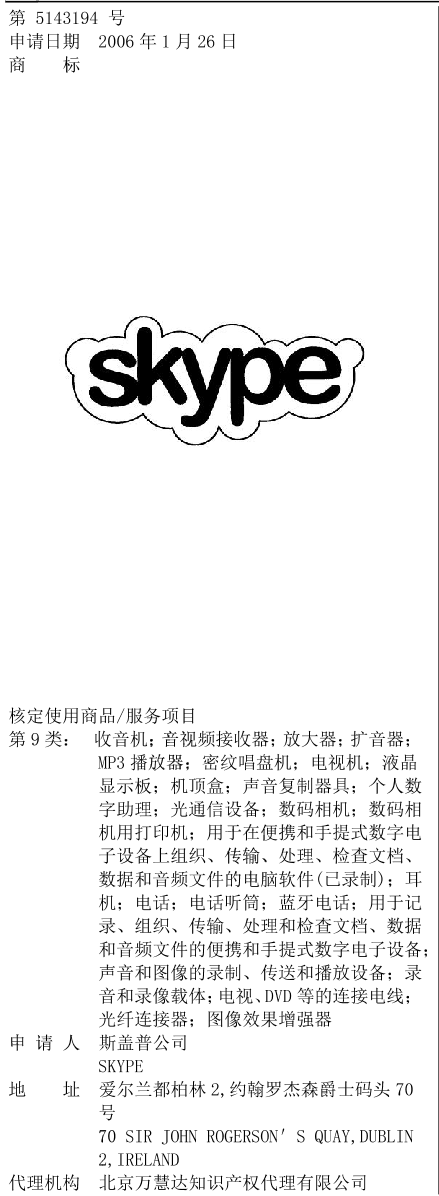 第 5143194 号
申请日期 2006 年 1 月 26 日
商 标
skype
核定使用商品/服务项目
第 9 类： 收音机；音视频接收器；放大器；扩音器；
MP3 播放器；密纹唱盘机；电视机；液晶
显示板；机顶盒；声音复制器具；个人数
字助理；光通信设备；数码相机；数码相
机用打印机；用于在便携和手提式数字电
子设备上组织、传输、处理、检查文档、
数据和音频文件的电脑软件(已录制)；耳
机；电话；电话听筒；蓝牙电话；用于记
录、组织、传输、处理和检查文档、数据
和音频文件的便携和手提式数字电子设备；
声音和图像的录制、传送和播放设备；录
音和录像载体；电视、DVD 等的连接电线；
光纤连接器；图像效果增强器
申 请 人 斯盖普公司
SKYPE
地 址 爱尔兰都柏林 2,约翰罗杰森爵士码头 70
号
70 SIR JOHN ROGERSON'S QUAY,DUBLIN
2,IRELAND
代理机构 北京万慧达知识产权代理有限公司